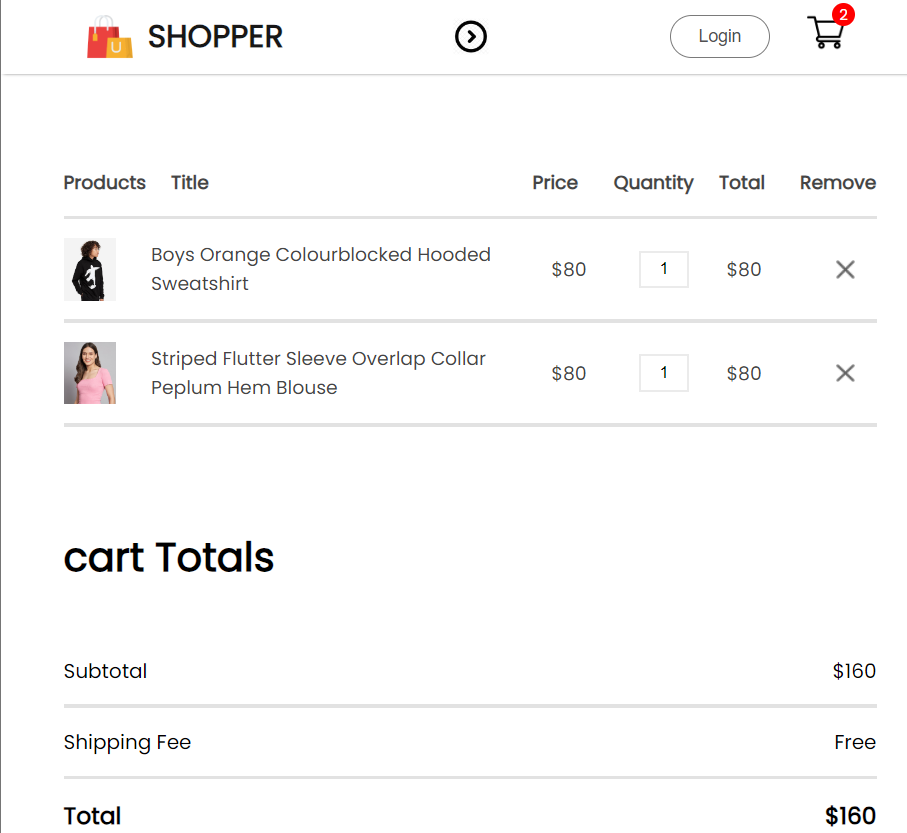 U
SHOPPER
Login
2
Products Title Price Quantity Total Remove
Boys Orange Colourblocked Hooded
Sweatshirt
$80 1 $80
Striped Flutter Sleeve Overlap Collar
Peplum Hem Blouse
$80 1 $80
cart Totals
Subtotal $160
Shipping Fee Free
Total $160